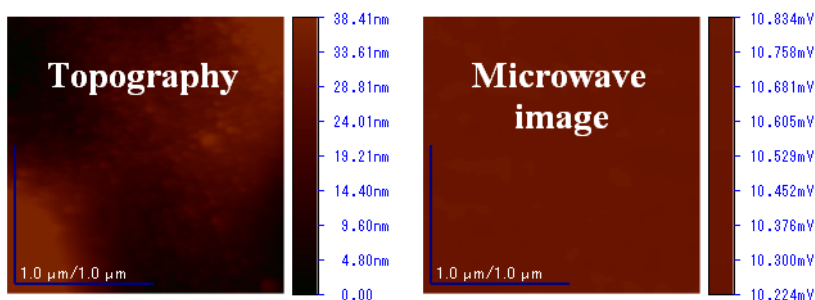 Topography
1.0 μm/1.0 μm
38.41nm
33.61nm
28.81nm
24.01nm
19.21nm
14.40nm
9.60nm
4.80nm
0.00
Microwave
image
1.0 μm/1.0 μm
10.834mV
10.758mV
10.681mV
10.605mV
10.529mV
10.452mV
10.376mV
10.300mV
10.224mV